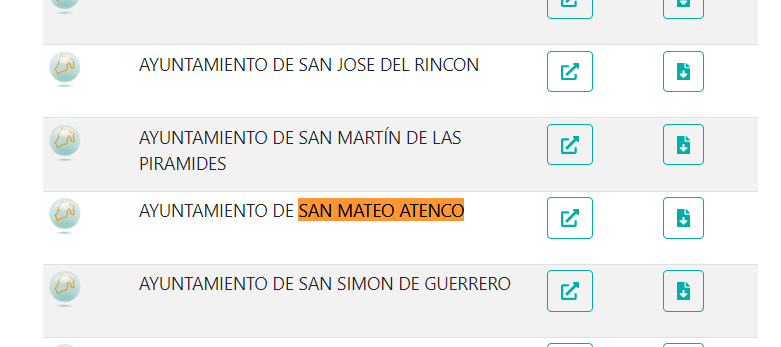 AYUNTAMIENTO DE SAN JOSE DEL RINCON
AYUNTAMIENTO DE SAN MARTÍN DE LAS
PIRAMIDES
AYUNTAMIENTO DE SAN MATEO ATENCO
AYUNTAMIENTO DE SAN SIMON DE GUERRERO